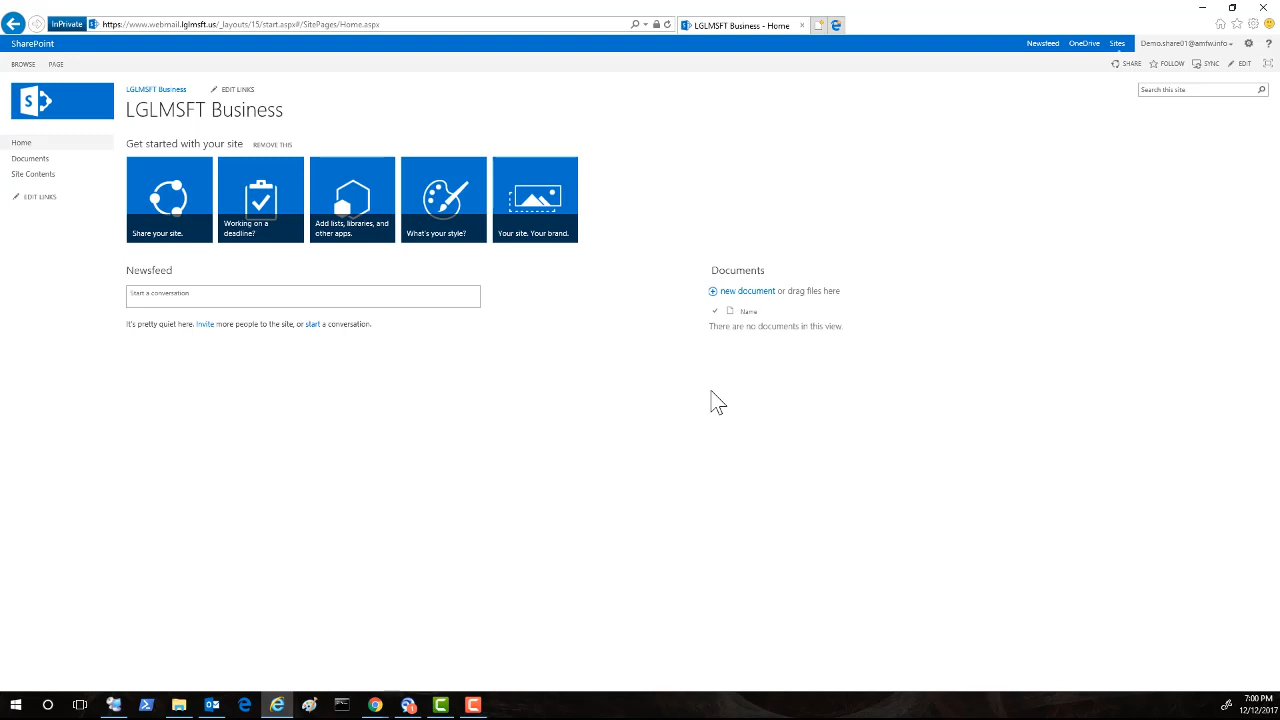 InPrivate
https://www.webmail.lglmsft.us/_layouts/15/start.aspx#/SitePages/Home.aspx
LGLMSFT Business - Home
SharePoint
Newsfeed OneDrive Sites
Demo.share01@amfw.info
?
BROWSE PAGE
SHARE FOLLOW SYNC EDIT
S
LGLMSFT Business EDIT LINKS
LGLMSFT Business
Search this site
Home
Documents
Site Contents
EDIT LINKS
Get started with your site REMOVE THIS
Share your site.
Working on a
deadline?
Add lists, libraries, and
other apps.
What's your style?
Your site. Your brand.
Newsfeed
Start a conversation
It's pretty quiet here. Invite more people to the site, or start a conversation.
Documents
new document or drag files here
Name
There are no documents in this view.
7:00 PM
12/12/2017